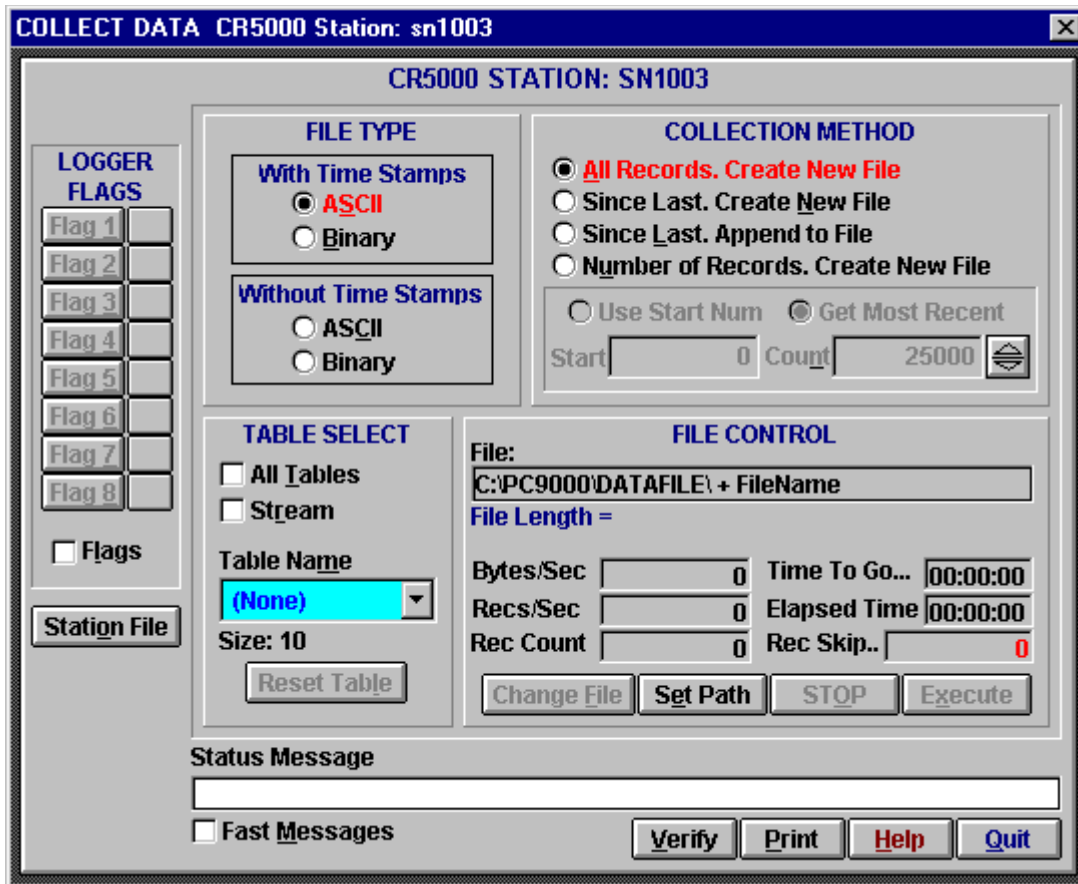 COLLECT DATA CR5000 Station: sn1003
CR5000 STATION: SN1003
LOGGER
FLAGS
Flag 1
Flag 2
Flag 3
Flag 4
Flag 5
Flag 6
Flag 7
Flag 8
Flags
Station File
FILE TYPE
With Time Stamps
ASCII
Binary
Without Time Stamps
ASCII
Binary
COLLECTION METHOD
All Records. Create New File
Since Last. Create New File
Since Last. Append to File
Number of Records. Create New File
Use Start Num Get Most Recent
Start 0 Count 25000
TABLE SELECT
All Tables
Stream
Table Name
(None)
Size: 10
Reset Table
FILE CONTROL
File:
C:\PC9000\DATAFILE\ + FileName
File Length =
Bytes/Sec 0 Time To Go... 00:00:00
Recs/Sec 0 Elapsed Time 00:00:00
Rec Count 0 Rec Skip.. 0
Change File Set Path STOP Execute
Status Message
Fast Messages
Verify Print Help Quit